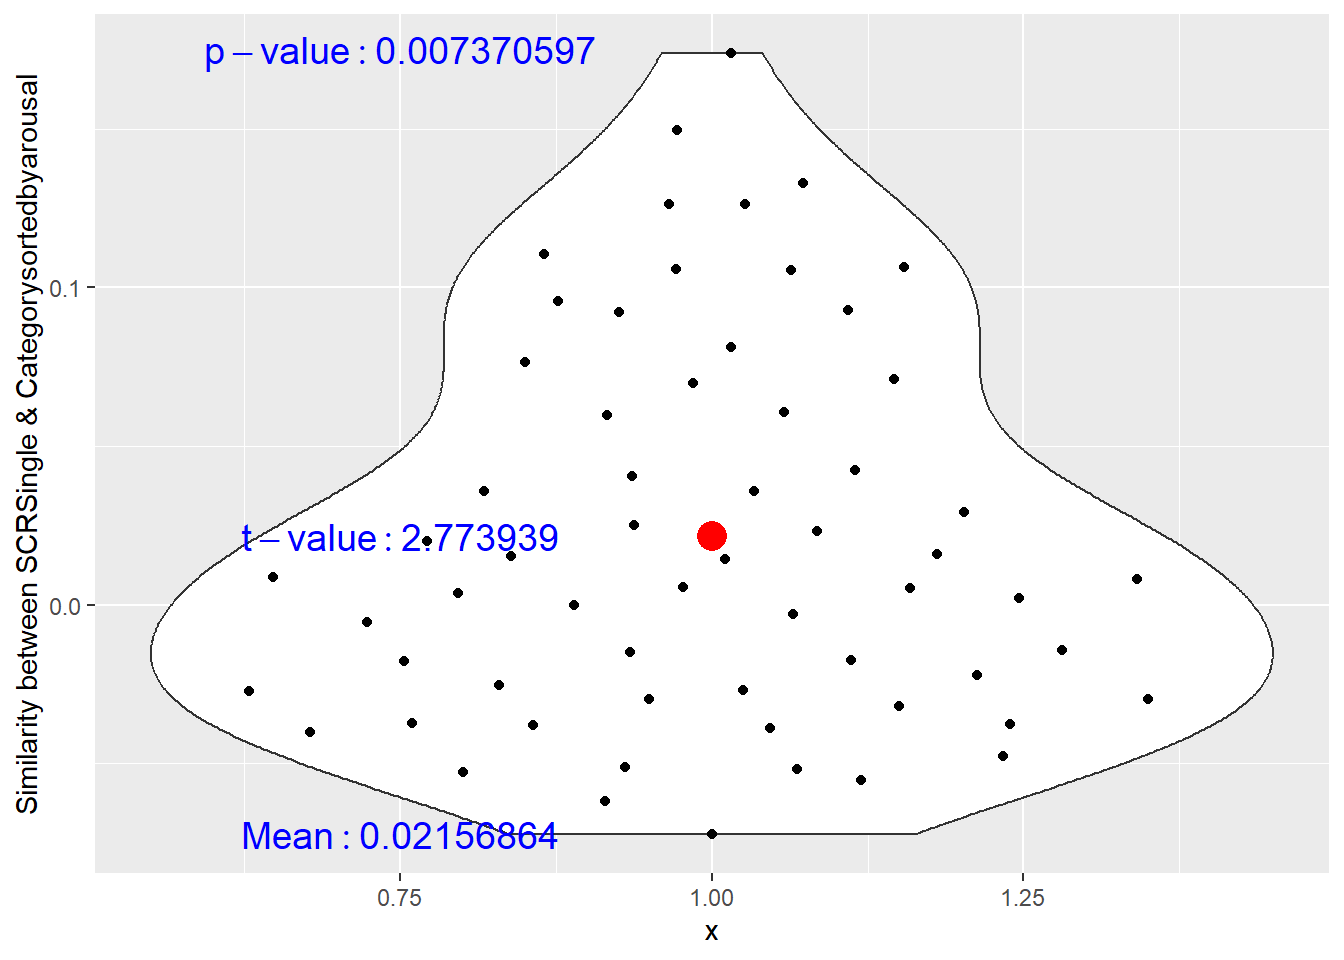 p – value : 0.007370597
t – value : 2.773939
Mean : 0.02156864
Similarity between SCRSingle & Categorysortedbyarousal
0.1
0.0
0.75
1.00
1.25
x